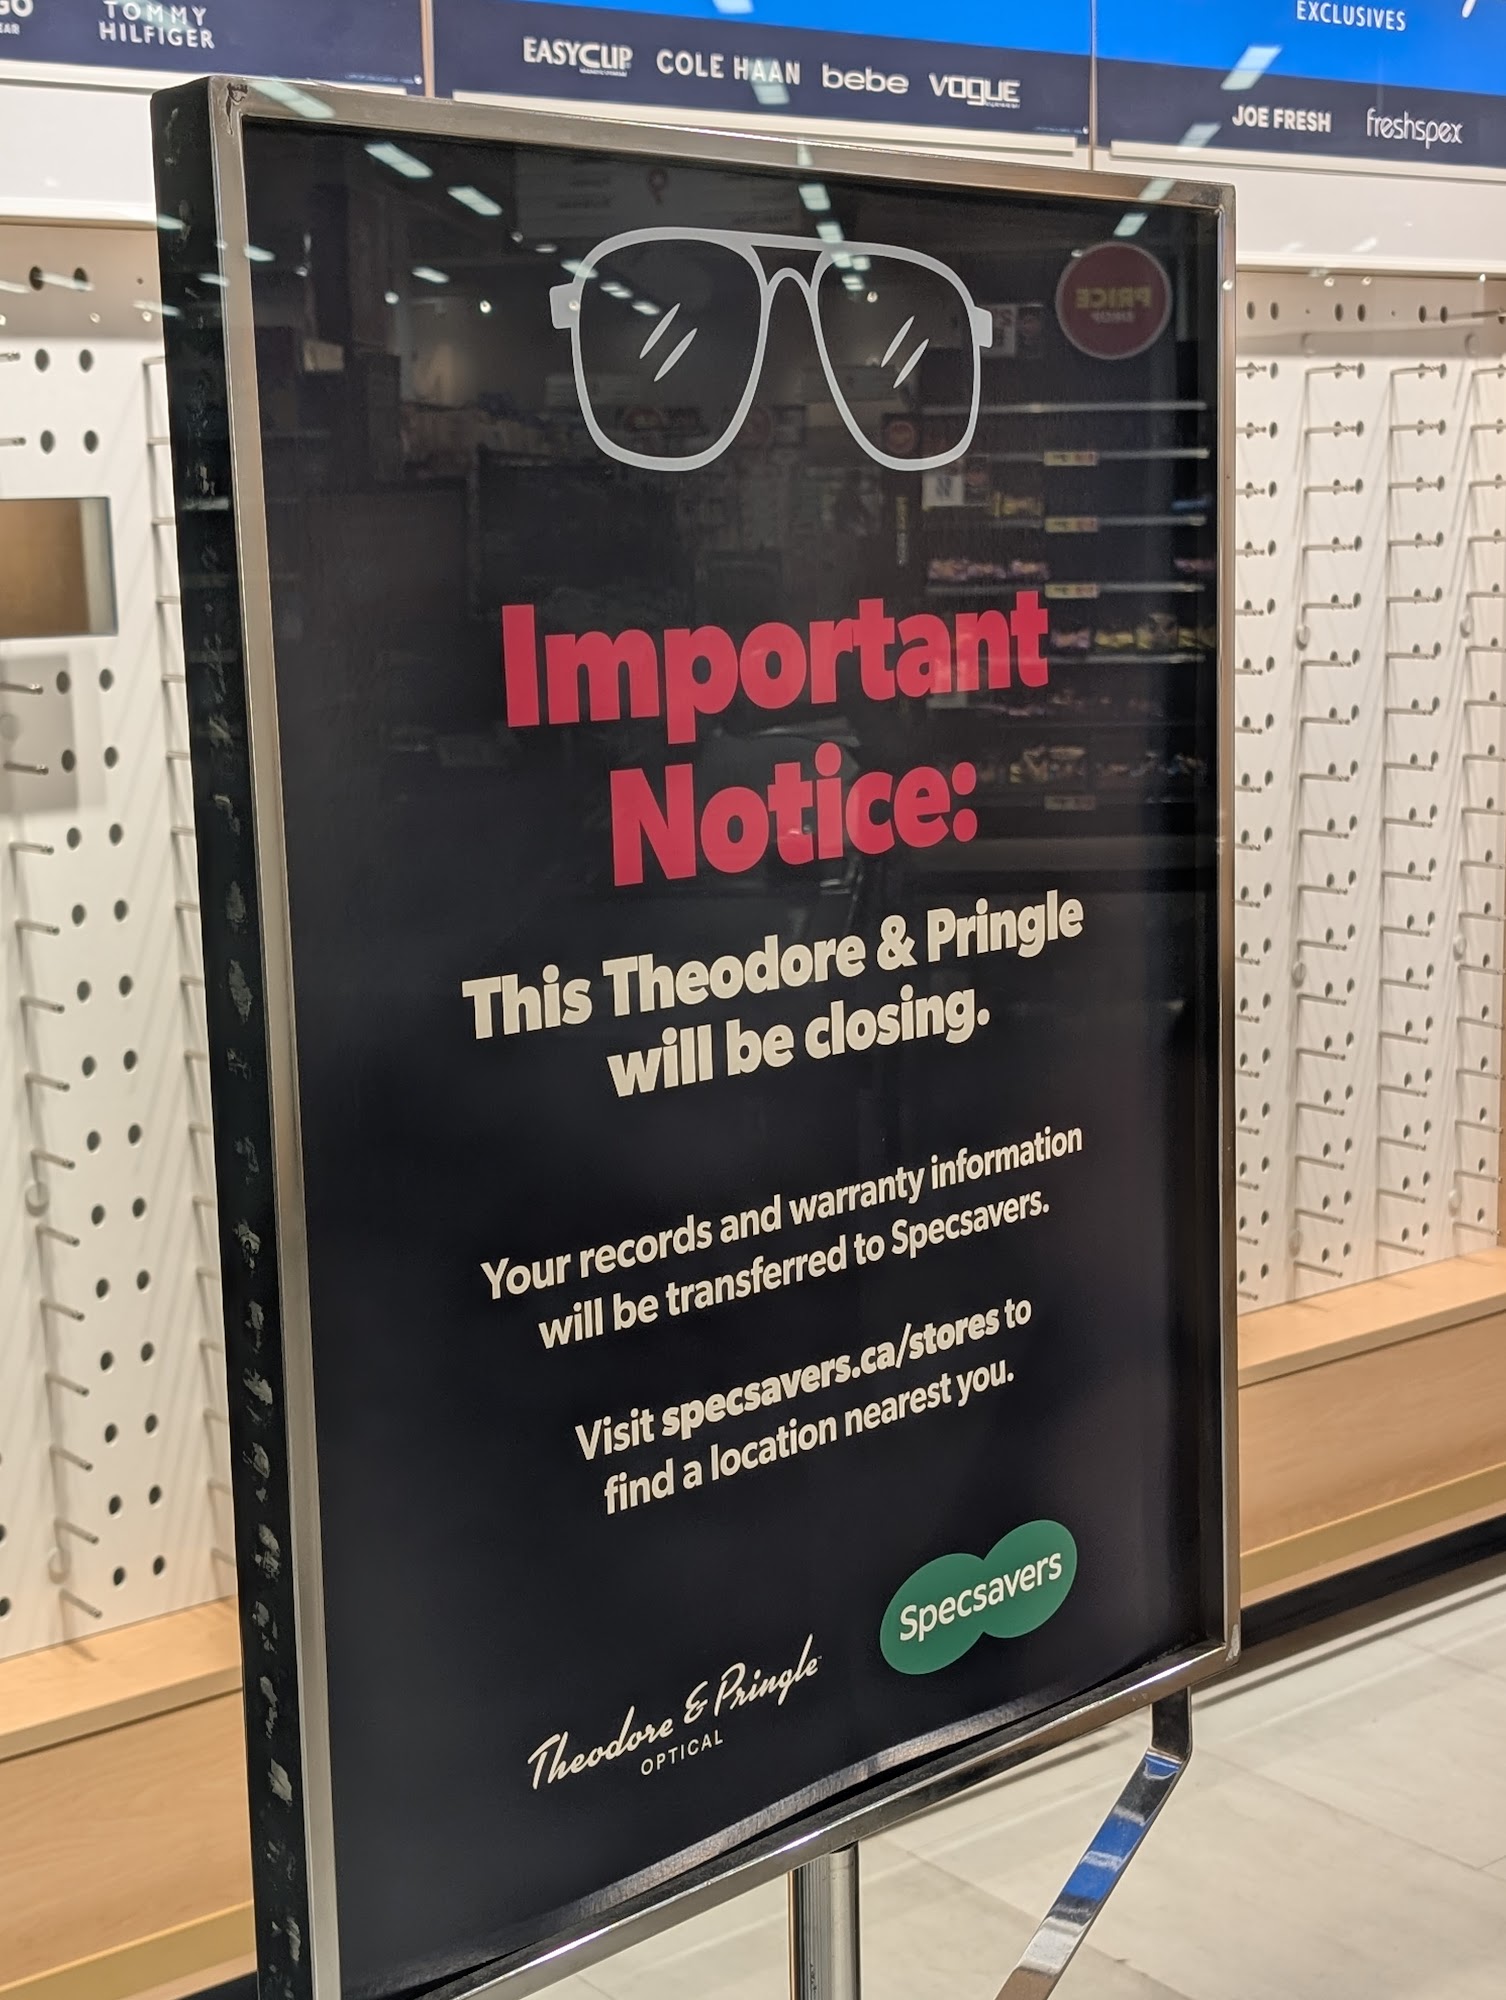 TOMMY
HILFIGER
EASYCLIP
COLE HAAN
bebe
VOGUE
EXCLUSIVES
JOE FRESH
freshspex
PRICE
Important
Notice:
This Theodore & Pringle
will be closing.
Your records and warranty information
will be transferred to Specsavers.
Visit specsavers.ca/stores to
find a location nearest you.
Theodore & Pringle
OPTICAL
Specsavers